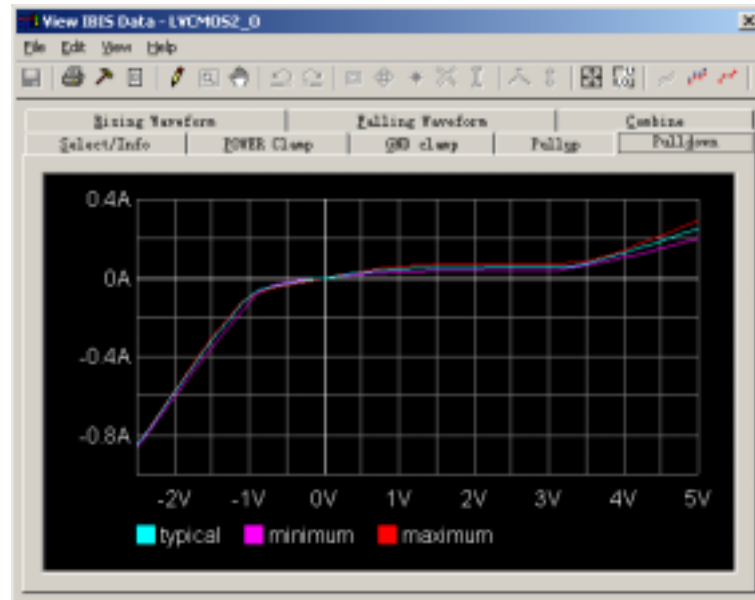 View IBIS Data - LVCMOS2_O
File Edit View Help
Rising Waveform Falling Waveform Combine
Select/Info POWER Clamp GND clamp Pullup Pulldown
0.4A
0A
-0.4A
-0.8A
-2V -1V 0V 1V 2V 3V 4V 5V
typical minimum maximum